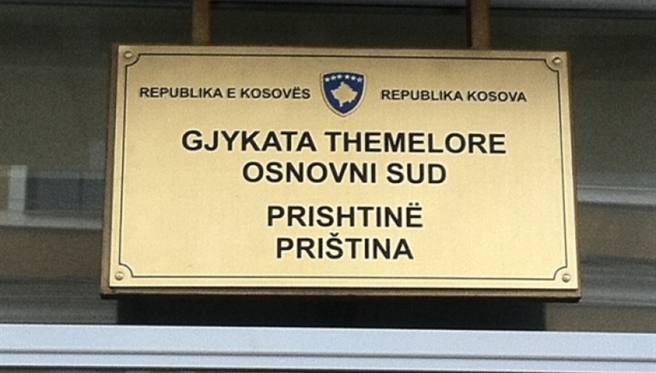 REPUBLIKA E KOSOVËS REPUBLIKA KOSOVA
GJYKATA THEMELORE
OSNOVNI SUD
PRISHTINË
PRIŠTINA